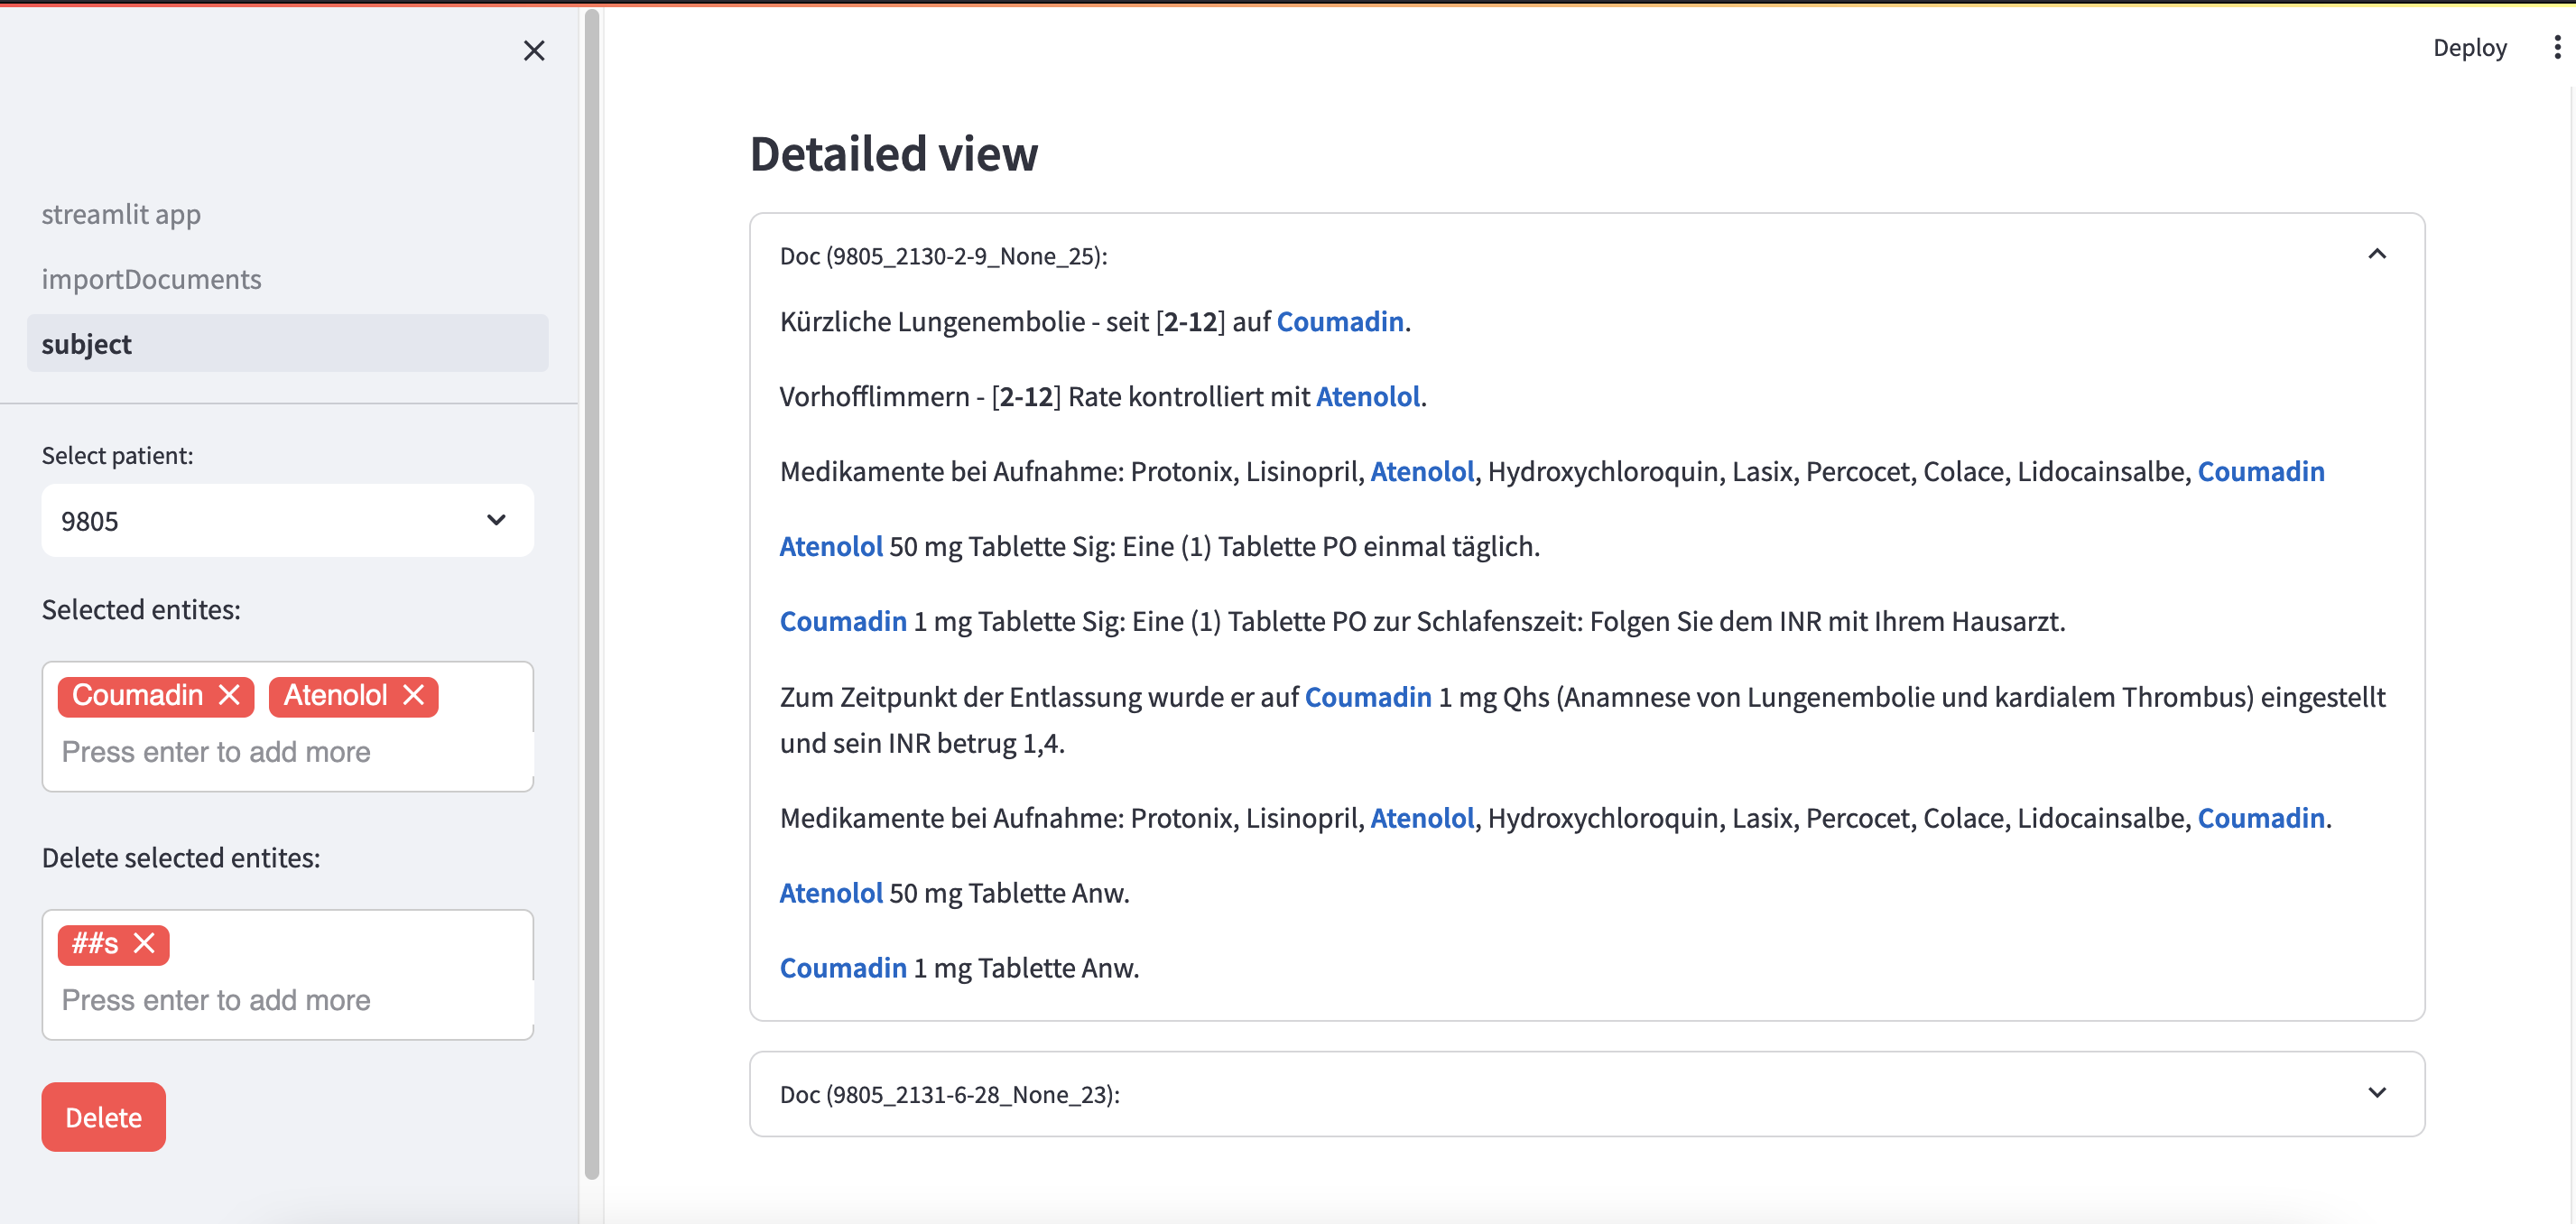 Deploy
streamlit app
importDocuments
subject
Select patient:
9805
Selected entites:
Coumadin
Atenolol
Press enter to add more
Delete selected entites:
##s
Press enter to add more
Delete
Detailed view
Doc (9805_2130-2-9_None_25):
Kürzliche Lungenembolie - seit [2-12] auf Coumadin.
Vorhofflimmern - [2-12] Rate kontrolliert mit Atenolol.
Medikamente bei Aufnahme: Protonix, Lisinopril, Atenolol, Hydroxychloroquin, Lasix, Percocet, Colace, Lidocainsalbe, Coumadin
Atenolol 50 mg Tablette Sig: Eine (1) Tablette PO einmal täglich.
Coumadin 1 mg Tablette Sig: Eine (1) Tablette PO zur Schlafenszeit: Folgen Sie dem INR mit Ihrem Hausarzt.
Zum Zeitpunkt der Entlassung wurde er auf Coumadin 1 mg Qhs (Anamnese von Lungenembolie und kardialem Thrombus) eingestellt
und sein INR betrug 1,4.
Medikamente bei Aufnahme: Protonix, Lisinopril, Atenolol, Hydroxychloroquin, Lasix, Percocet, Colace, Lidocainsalbe, Coumadin.
Atenolol 50 mg Tablette Anw.
Coumadin 1 mg Tablette Anw.
Doc (9805_2131-6-28_None_23):